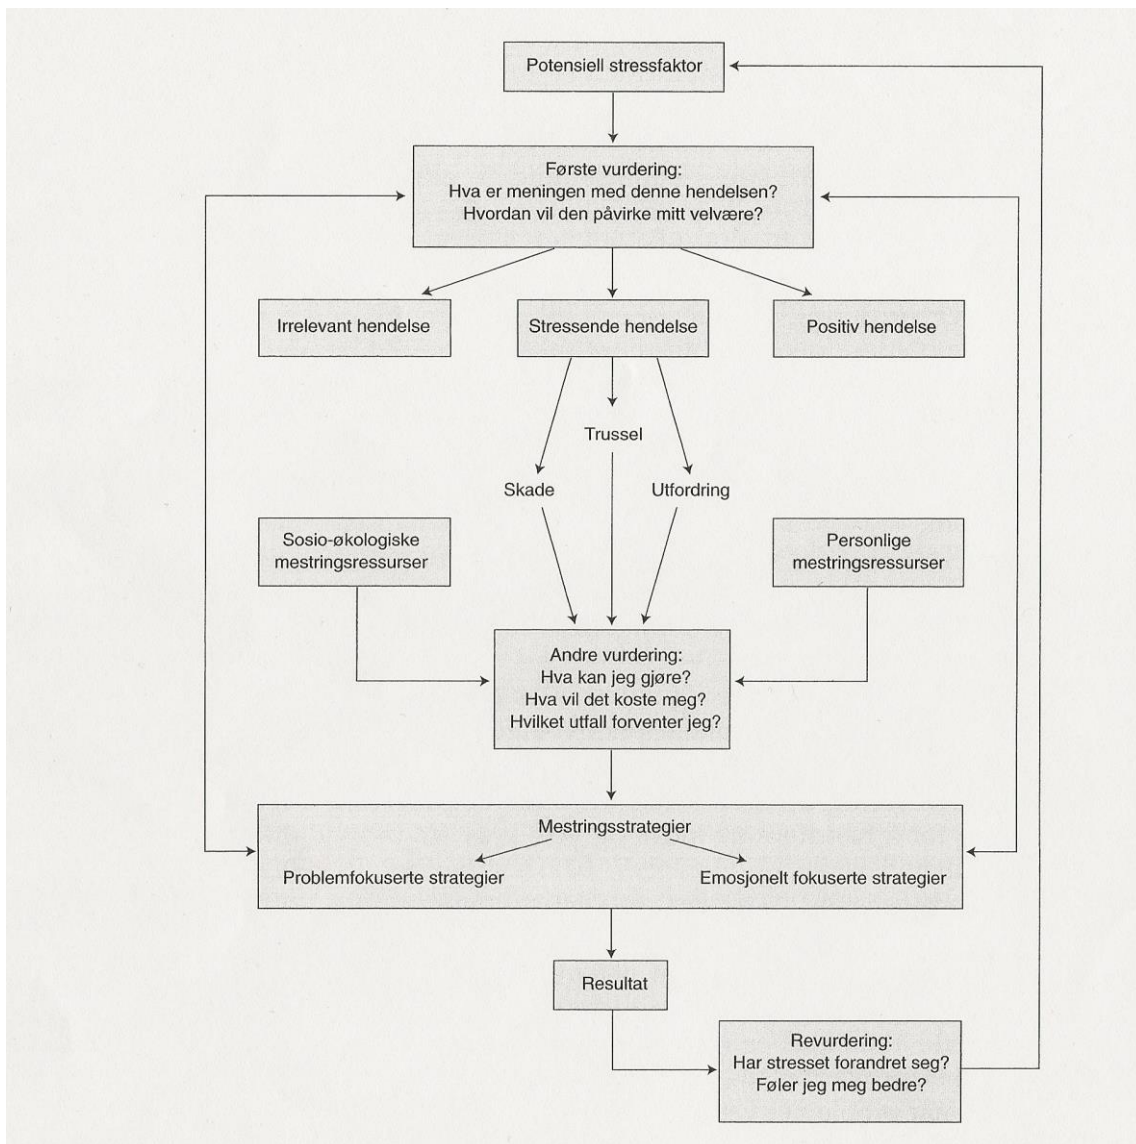 Potensiell stressfaktor
Første vurdering:
Hva er meningen med denne hendelsen?
Hvordan vil den påvirke mitt velvære?
Irrelevant hendelse
Stressende hendelse
Positiv hendelse
Trussel
Skade
Utfordring
Sosio-økologiske
mestringsressurser
Personlige
mestringsressurser
Andre vurdering:
Hva kan jeg gjøre?
Hva vil det koste meg?
Hvilket utfall forventer jeg?
Mestringsstrategier
Problemfokuserte strategier
Emosjonelt fokuserte strategier
Resultat
Revurdering:
Har stresset forandret seg?
Føler jeg meg bedre?